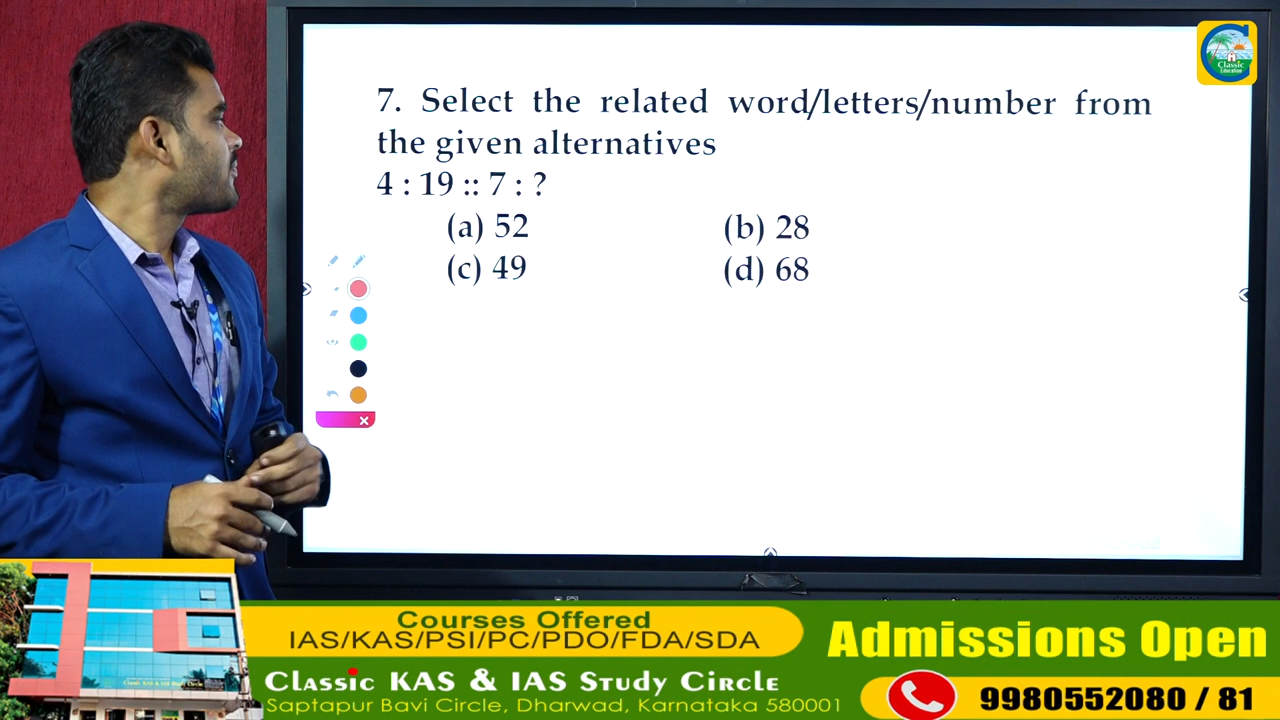 Classic
Education
7. Select the related word/letters/number from
the given alternatives
4 : 19 :: 7 : ?
(a) 52 (b) 28
(c) 49 (d) 68
Courses Offered
IAS/KAS/PSI/PC/PDO/FDA/SDA
Admissions Open
Classic KAS & IAS Study Circle
Saptapur Bavi Circle, Dharwad, Karnataka 580001
9980552080 / 81